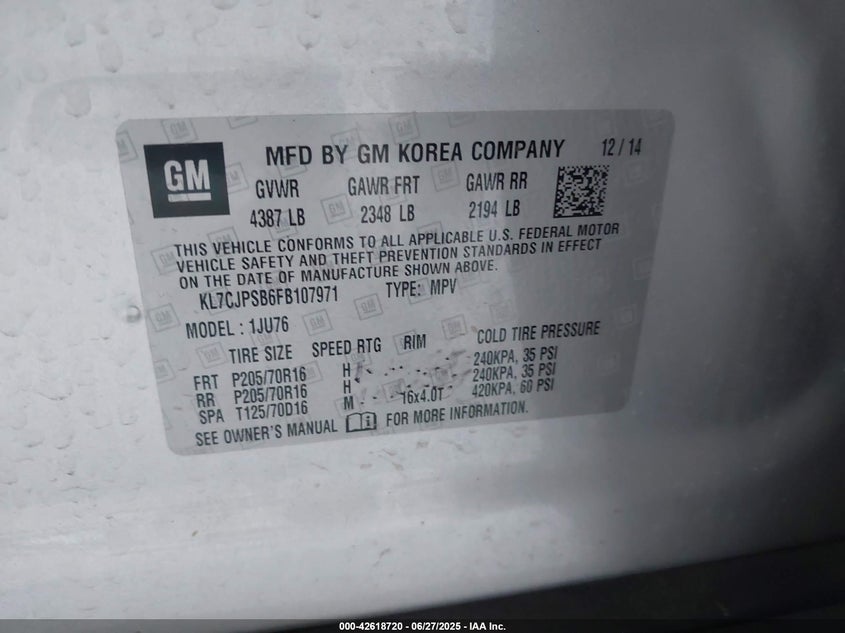 GM
MFD BY GM KOREA COMPANY 12 / 14
GVWR GAWR FRT GAWR RR
4387 LB 2348 LB 2194 LB
THIS VEHICLE CONFORMS TO ALL APPLICABLE U.S. FEDERAL MOTOR
VEHICLE SAFETY AND THEFT PREVENTION STANDARDS IN EFFECT
ON THE DATE OF MANUFACTURE SHOWN ABOVE.
KL7CJPSB6FB107971 TYPE: MPV
MODEL : 1JU76
TIRE SIZE SPEED RTG RIM COLD TIRE PRESSURE
FRT P205/70R16 H 240KPA, 35 PSI
RR P205/70R16 H 240KPA, 35 PSI
SPA T125/70D16 M 16x4.0T 420KPA, 60 PSI
SEE OWNER'S MANUAL FOR MORE INFORMATION.
000-42618720 - 06/27/2025 - IAA Inc.